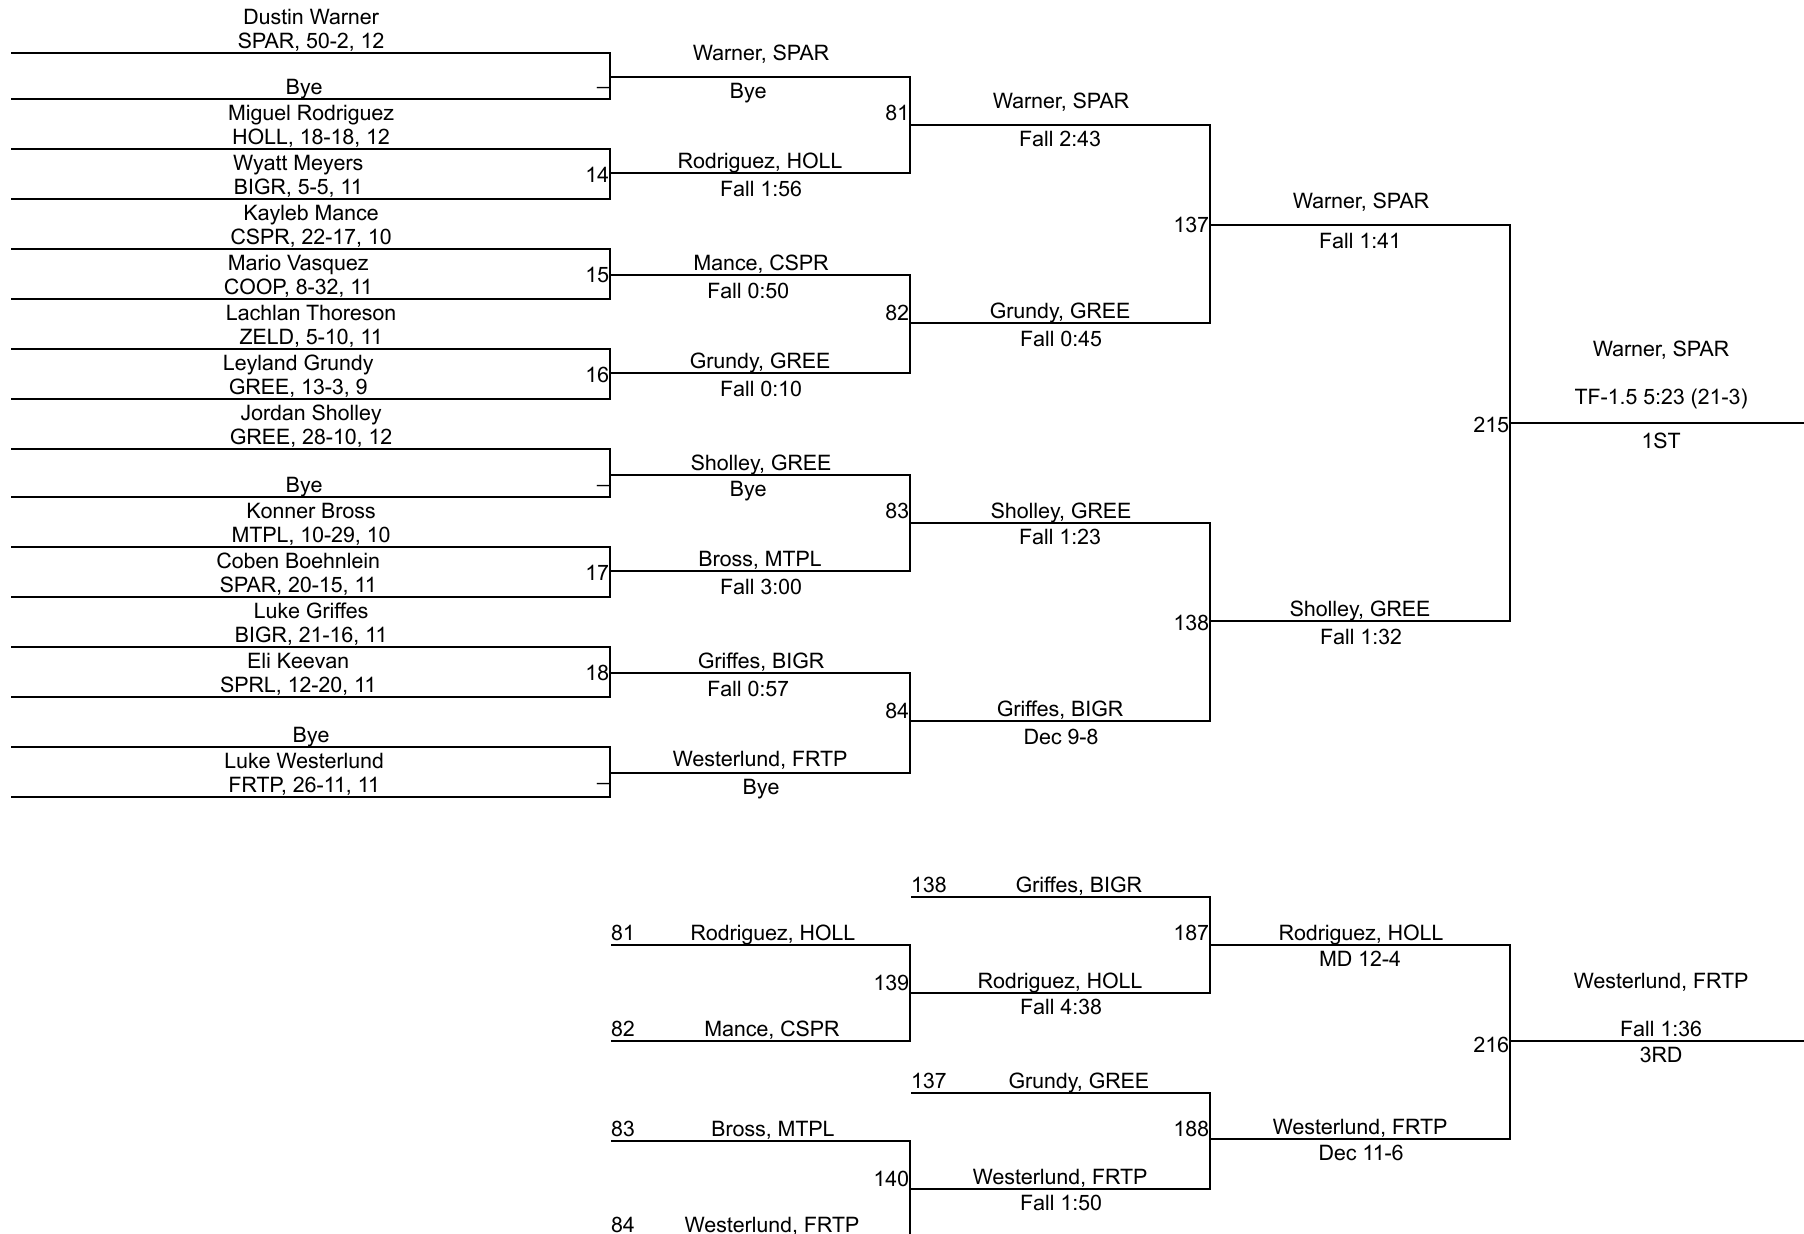 Dustin Warner
SPAR, 50-2, 12
Bye
Miguel Rodriguez
HOLL, 18-18, 12
Wyatt Meyers
BIGR, 5-5, 11
Kayleb Mance
CSPR, 22-17, 10
Mario Vasquez
COOP, 8-32, 11
Lachlan Thoreson
ZELD, 5-10, 11
Leyland Grundy
GREE, 13-3, 9
Jordan Sholley
GREE, 28-10, 12
Bye
Konner Bross
MTPL, 10-29, 10
Coben Boehnlein
SPAR, 20-15, 11
Luke Griffes
BIGR, 21-16, 11
Eli Keevan
SPRL, 12-20, 11
Bye
Luke Westerlund
FRTP, 26-11, 11
–
14
15
16
–
17
18
–
Warner, SPAR
Bye
Rodriguez, HOLL
Fall 1:56
Mance, CSPR
Fall 0:50
Grundy, GREE
Fall 0:10
Sholley, GREE
Bye
Bross, MTPL
Fall 3:00
Griffes, BIGR
Fall 0:57
Westerlund, FRTP
Bye
81
82
83
84
Warner, SPAR
Fall 2:43
Grundy, GREE
Fall 0:45
Sholley, GREE
Fall 1:23
Griffes, BIGR
Dec 9-8
137
138
Warner, SPAR
Fall 1:41
Sholley, GREE
Fall 1:32
215
Warner, SPAR
TF-1.5 5:23 (21-3)
1ST
81 Rodriguez, HOLL
82 Mance, CSPR
83 Bross, MTPL
84 Westerlund, FRTP
139
140
138 Griffes, BIGR
Rodriguez, HOLL
Fall 4:38
137 Grundy, GREE
Westerlund, FRTP
Fall 1:50
187
188
Rodriguez, HOLL
MD 12-4
Westerlund, FRTP
Dec 11-6
216
Westerlund, FRTP
Fall 1:36
3RD